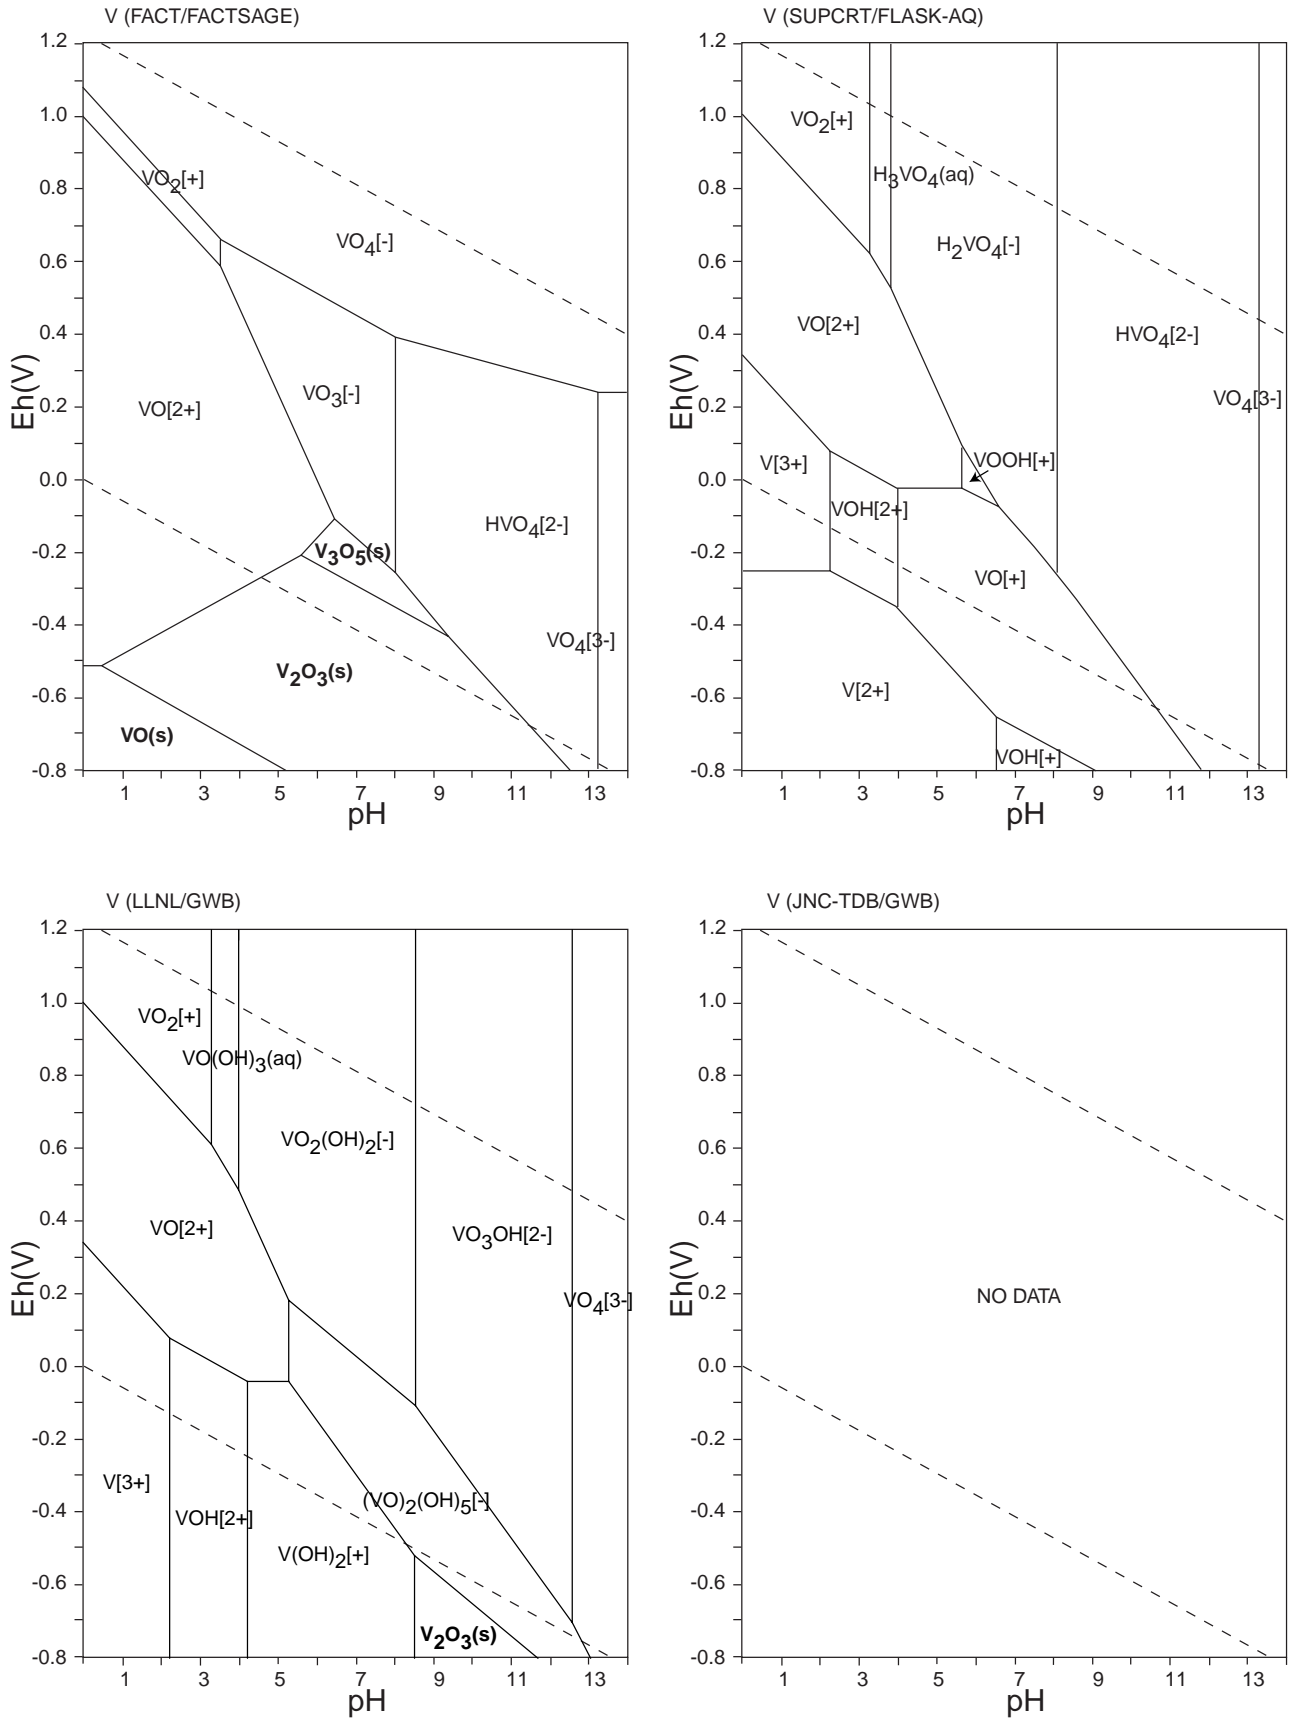 V (FACT/FACTSAGE)
1.2
1.0
0.8
0.6
0.4
0.2
0.0
-0.2
-0.4
-0.6
-0.8
Eh(V)
VO2[+]
VO4[-]
VO[2+]
VO3[-]
HVO4[2-]
V3O5(s)
VO4[3-]
V2O3(s)
VO(s)
1 3 5 7 9 11 13
pH
V (SUPCRT/FLASK-AQ)
1.2
1.0
0.8
0.6
0.4
0.2
0.0
-0.2
-0.4
-0.6
-0.8
Eh(V)
VO2[+]
H3VO4(aq)
H2VO4[-]
VO[2+]
HVO4[2-]
VO4[3-]
V[3+]
VOOH[+]
VOH[2+]
VO[+]
V[2+]
VOH[+]
1 3 5 7 9 11 13
pH
V (LLNL/GWB)
1.2
1.0
0.8
0.6
0.4
0.2
0.0
-0.2
-0.4
-0.6
-0.8
Eh(V)
VO2[+]
VO(OH)3(aq)
VO2(OH)2[-]
VO[2+]
VO3OH[2-]
VO4[3-]
V[3+]
(VO)2(OH)5[-]
VOH[2+]
V(OH)2[+]
V2O3(s)
1 3 5 7 9 11 13
pH
V (JNC-TDB/GWB)
1.2
1.0
0.8
0.6
0.4
0.2
0.0
-0.2
-0.4
-0.6
-0.8
Eh(V)
NO DATA
1 3 5 7 9 11 13
pH